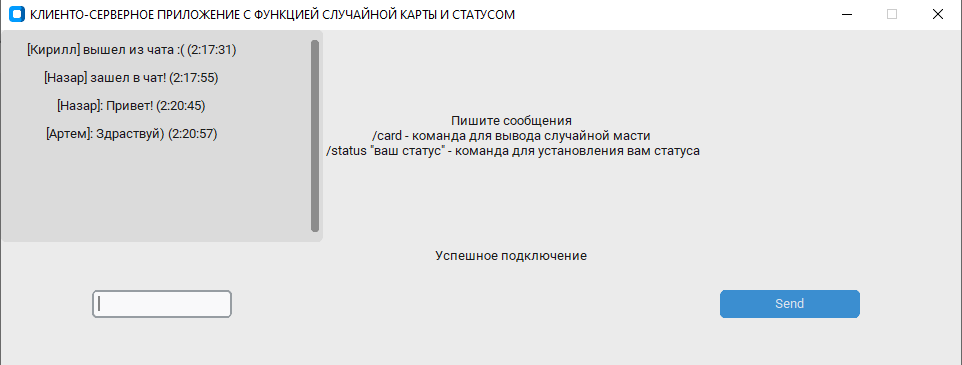 КЛИЕНТО-СЕРВЕРНОЕ ПРИЛОЖЕНИЕ С ФУНКЦИЕЙ СЛУЧАЙНОЙ КАРТЫ И СТАТУСОМ
[Кирилл] вышел из чата :( (2:17:31)
[Назар] зашел в чат! (2:17:55)
[Назар]: Привет! (2:20:45)
[Артем]: Здраствуй) (2:20:57)
Пишите сообщения
/card - команда для вывода случайной масти
/status "ваш статус" - команда для установления вам статуса
Успешное подключение
Send